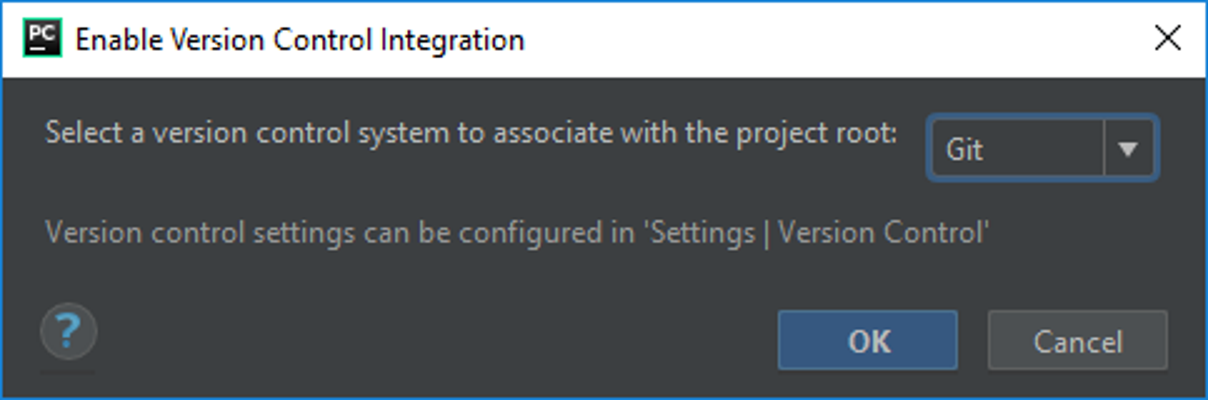 PC
Enable Version Control Integration
Select a version control system to associate with the project root:
Git
Version control settings can be configured in 'Settings | Version Control'
?
OK
Cancel